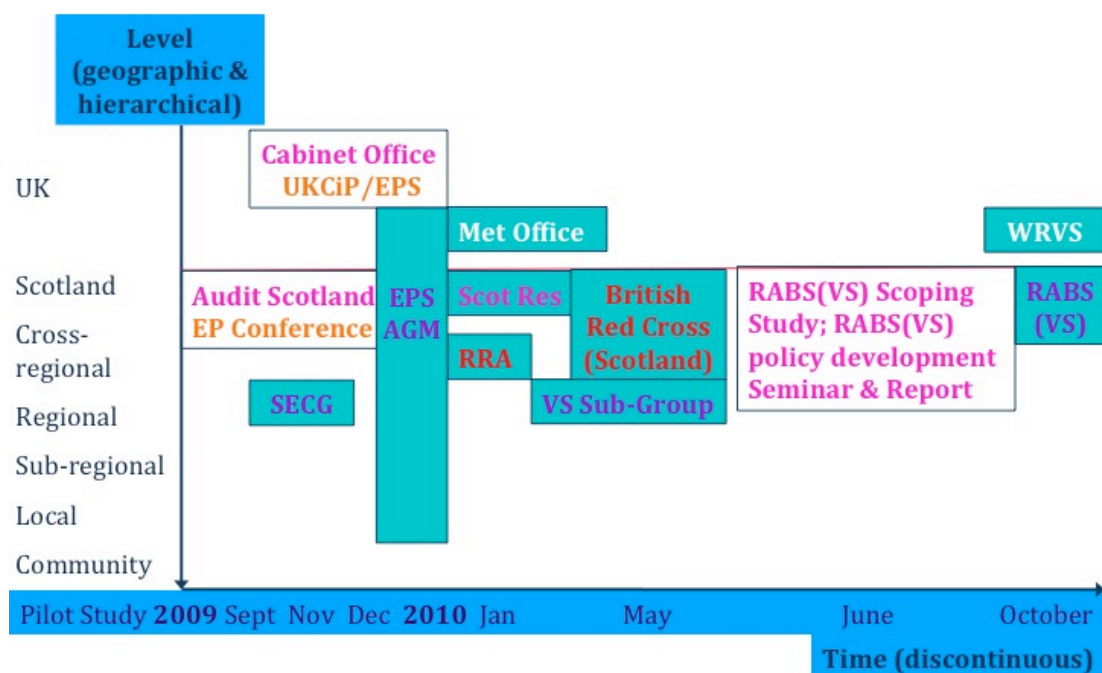 Level
(geographic &
hierarchical)
UK
Scotland
Cross-
regional
Regional
Sub-regional
Local
Community
Cabinet Office
UKCiP/EPS
Met Office
WRVS
Audit Scotland
EP Conference
EPS
AGM
Scot Res
British
Red Cross
(Scotland)
RABS(VS) Scoping
Study; RABS(VS)
policy development
Seminar & Report
RABS
(VS)
RRA
SECG
VS Sub-Group
Pilot Study 2009 Sept Nov Dec 2010 Jan May June October
Time (discontinuous)